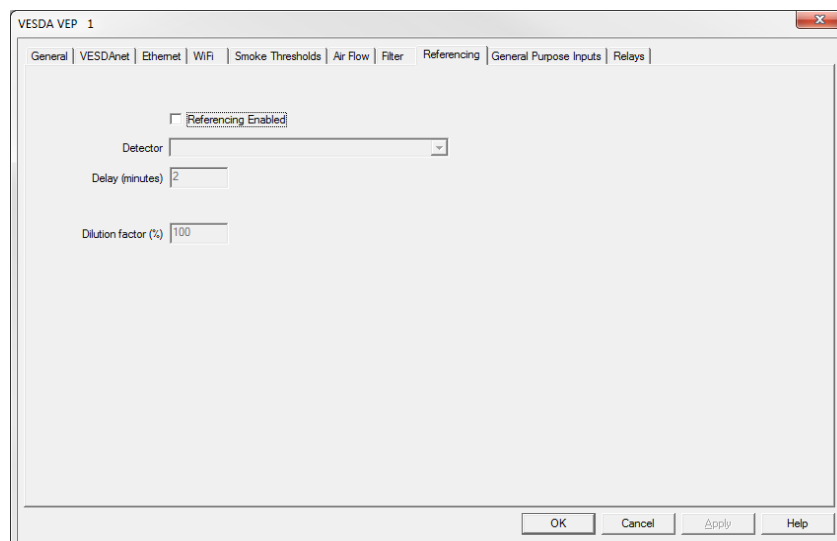 VESDA VEP 1
General VESDAnet Ethernet WiFi Smoke Thresholds Air Flow Filter Referencing General Purpose Inputs Relays
Referencing Enabled
Detector
Delay (minutes) 2
Dilution factor (%) 100
OK Cancel Apply Help